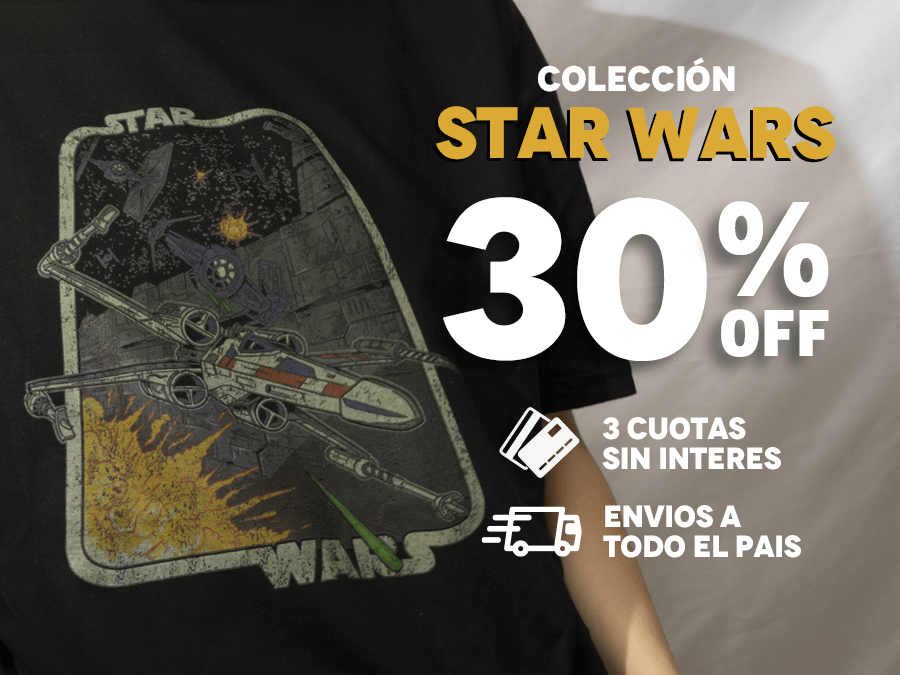 STAR
WARS
COLECCIÓN
STAR WARS
30%
OFF
3 CUOTAS
SIN INTERES
ENVIOS A
TODO EL PAIS